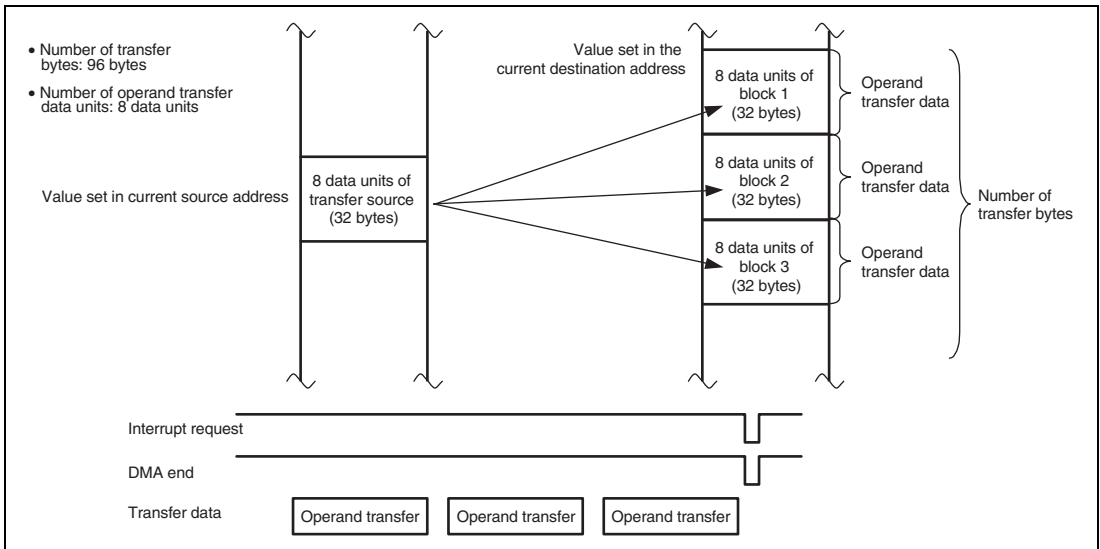 • Number of transfer
bytes: 96 bytes
• Number of operand transfer
data units: 8 data units
Value set in the
current destination address
Value set in current source address
8 data units of
transfer source
(32 bytes)
8 data units of
block 1
(32 bytes)
8 data units of
block 2
(32 bytes)
8 data units of
block 3
(32 bytes)
Operand
transfer data
Operand
transfer data
Operand
transfer data
Number of
transfer bytes
Interrupt request
DMA end
Transfer data
Operand transfer
Operand transfer
Operand transfer